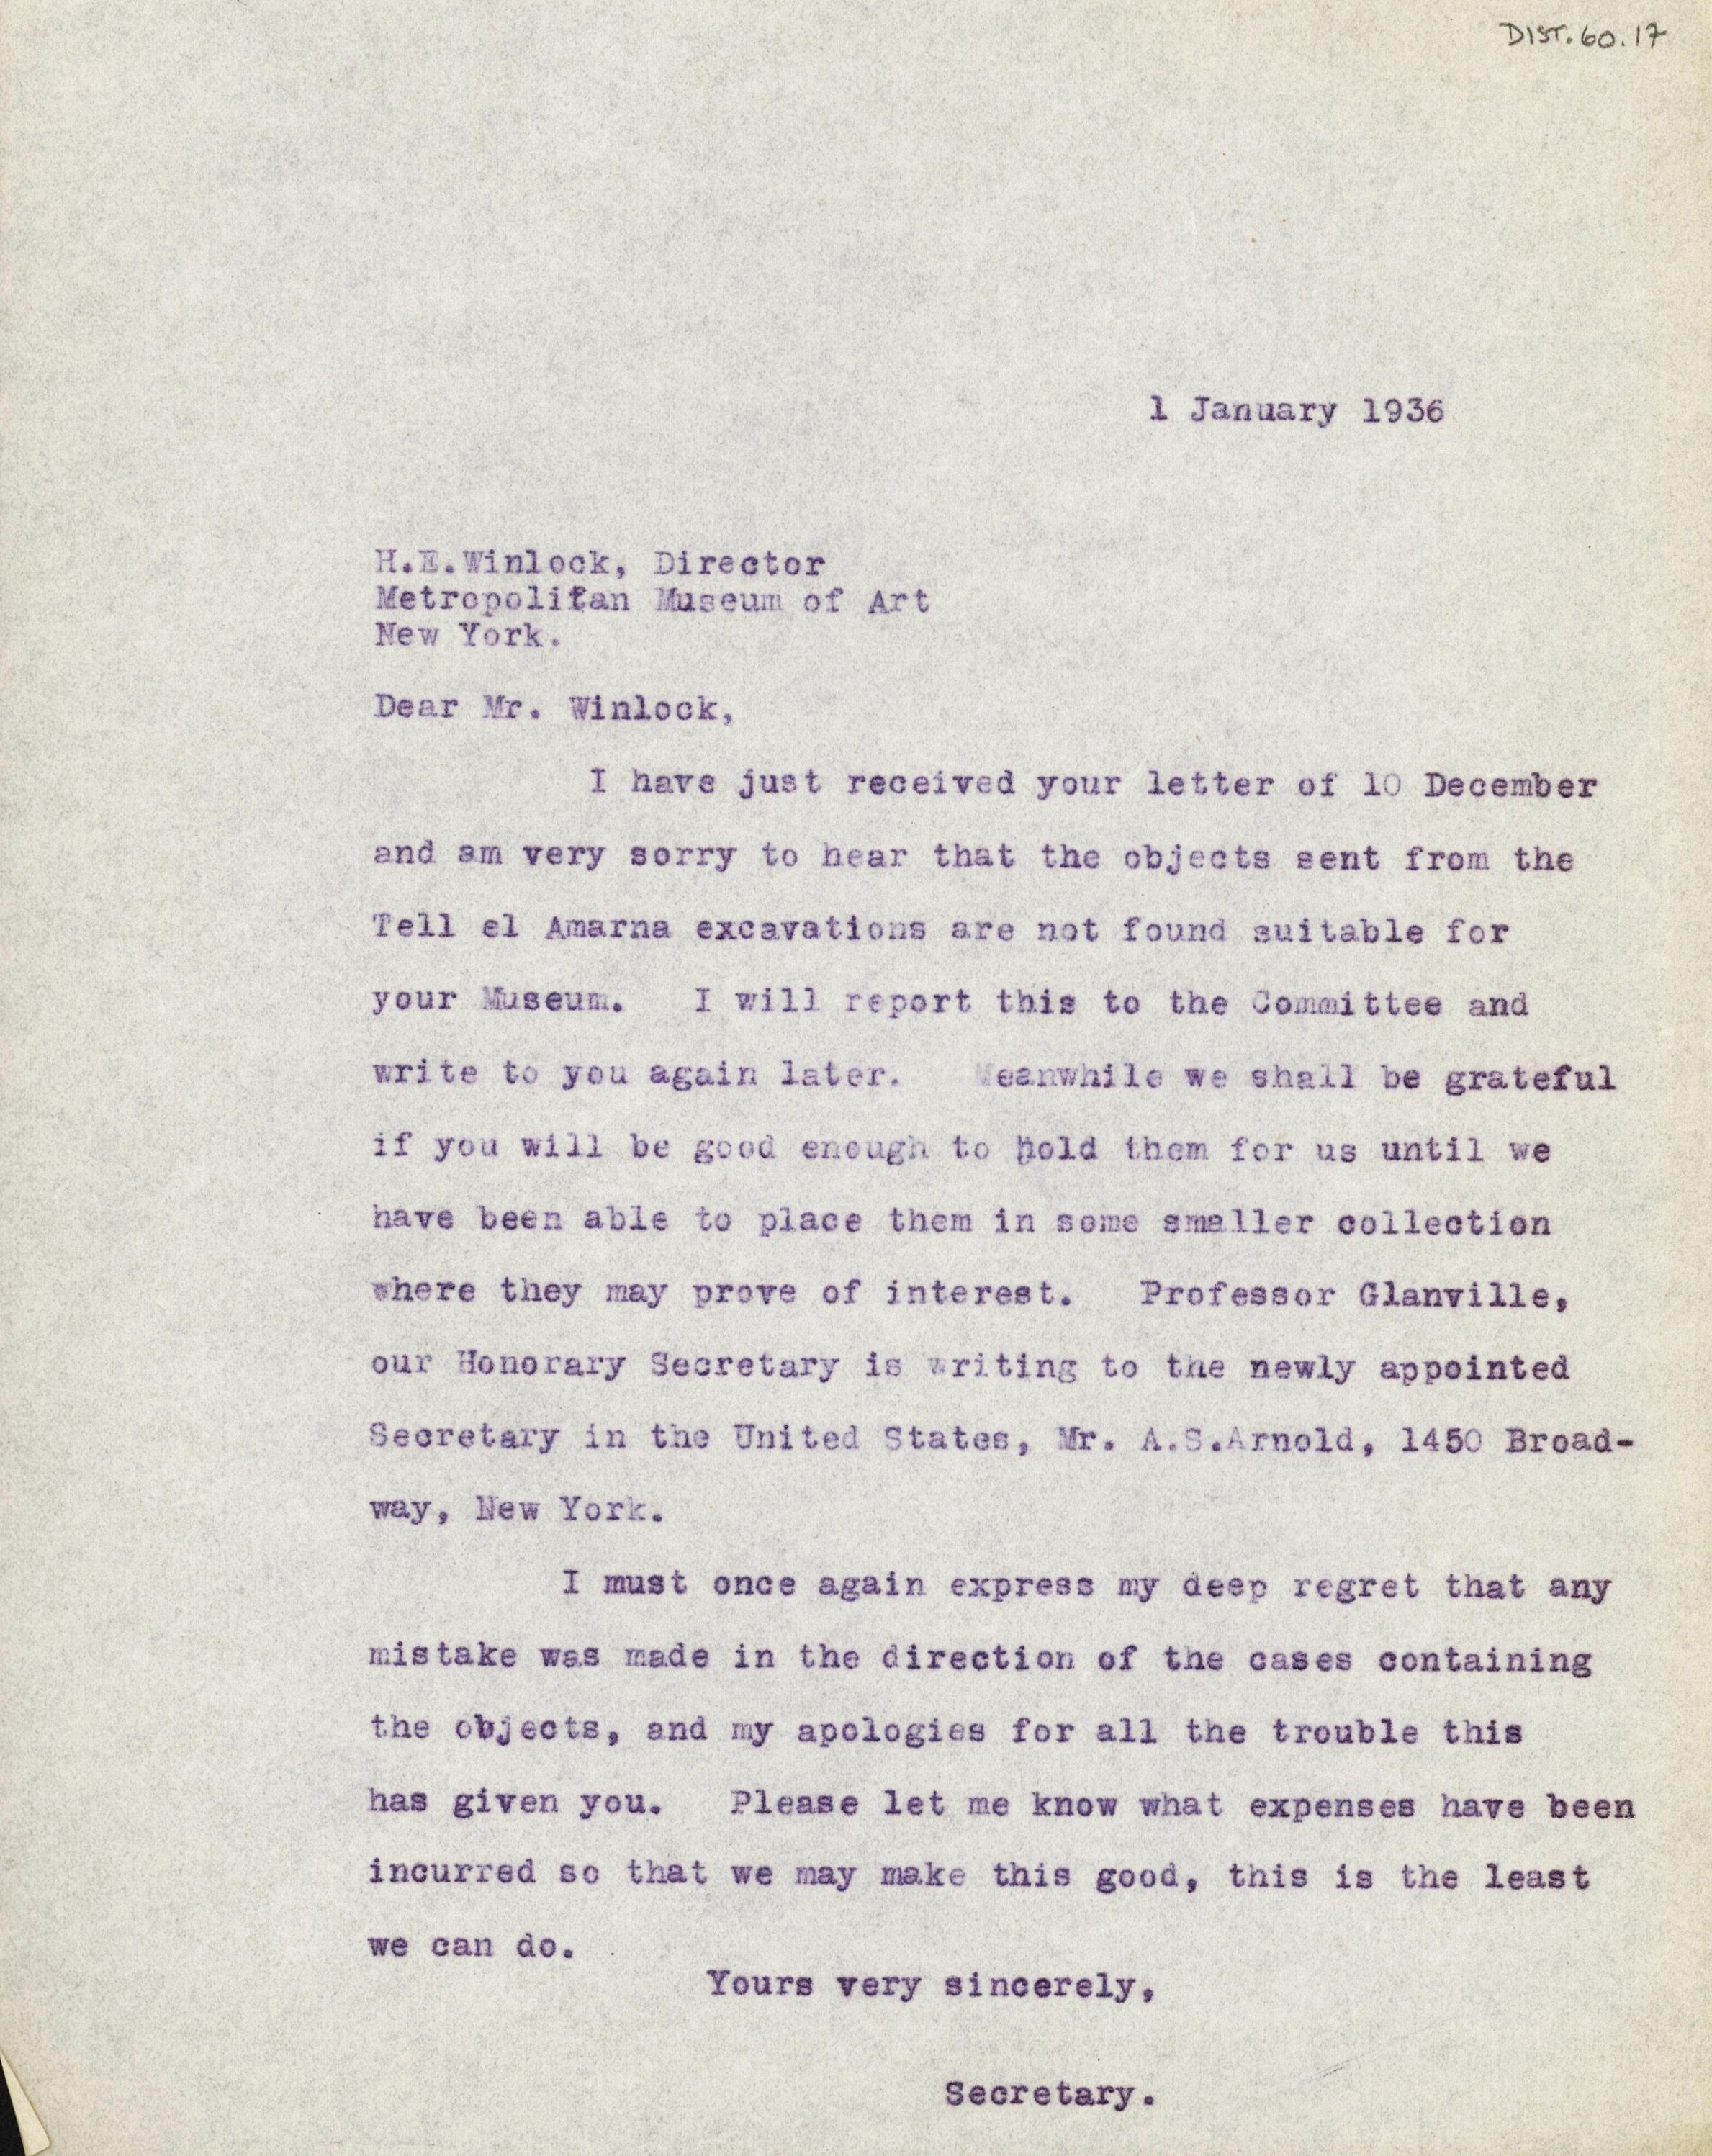 DIST.60.17
1 January 1936
H.E.Winlock, Director
Metropolitan Museum of Art
New York.
Dear Mr. Winlock,
I have just received your letter of 10 December
and am very sorry to hear that the objects sent from the
Tell el Amarna excavations are not found suitable for
your Museum. I will report this to the Committee and
write to you again later. Meanwhile we shall be grateful
if you will be good enough to hold them for us until we
have been able to place them in some smaller collection
where they may prove of interest. Professor Glanville,
our Honorary Secretary is writing to the newly appointed
Secretary in the United States, Mr. A.S.Arnold, 1450 Broad-
way, New York.
I must once again express my deep regret that any
mistake was made in the direction of the cases containing
the objects, and my apologies for all the trouble this
has given you. Please let me know what expenses have been
incurred so that we may make this good, this is the least
we can do.
Yours very sincerely,
Secretary.